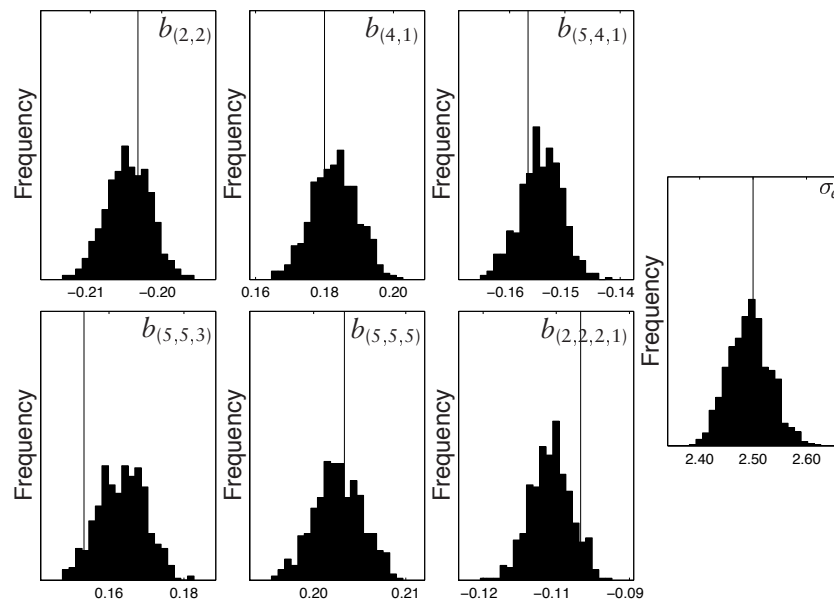 b(2,2)
Frequency
−0.21 −0.20
b(4,1)
Frequency
0.16 0.18 0.20
b(5,4,1)
Frequency
−0.16 −0.15 −0.14
b(5,5,3)
Frequency
0.16 0.18
b(5,5,5)
Frequency
0.20 0.21
b(2,2,2,1)
Frequency
−0.12 −0.11 −0.09
σe
Frequency
2.40 2.50 2.60